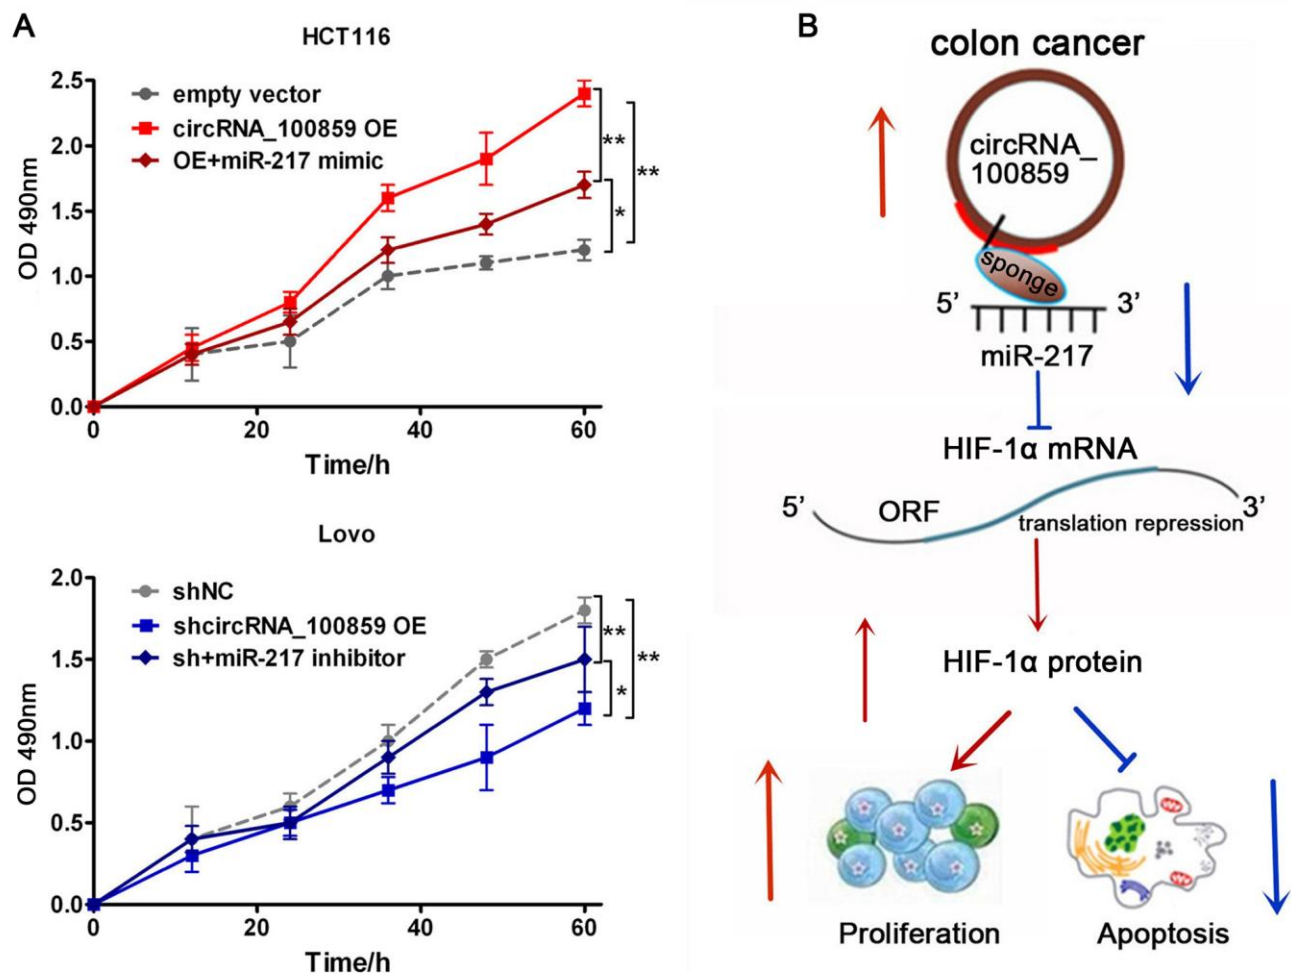 A
HCT116
empty vector
circRNA_100859 OE
OE+miR-217 mimic
OD 490nm
2.5
2.0
1.5
1.0
0.5
0.0
0
20
40
60
**
*
**
Time/h
Lovo
shNC
shcircRNA_100859 OE
sh+miR-217 inhibitor
OD 490nm
2.0
1.5
1.0
0.5
0.0
0
20
40
60
**
*
**
Time/h
B
colon cancer
circRNA_
100859
sponge
5’ 3’
miR-217
HIF-1α mRNA
5’ ORF 3’
translation repression
HIF-1α protein
Proliferation
Apoptosis